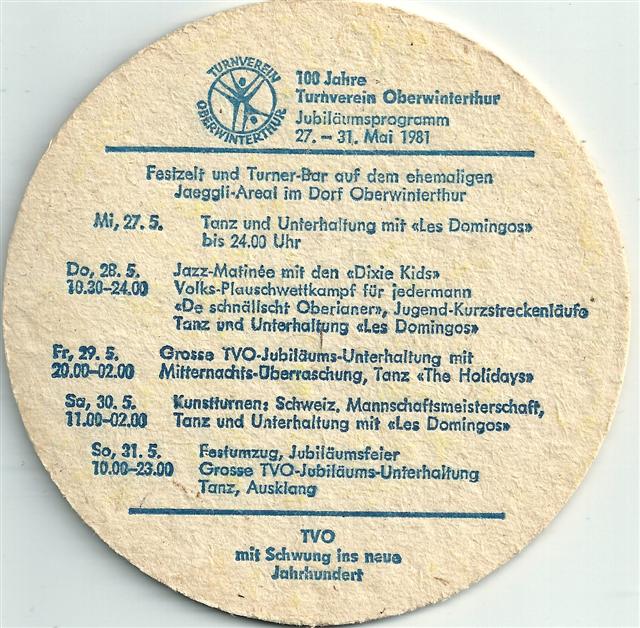 TURNVEREIN
OBERWINTERTHUR
100 Jahre
Turnverein Oberwinterthur
Jubiläumsprogramm
27. – 31. Mai 1981
Festzelt und Turner-Bar auf dem ehemaligen
Jaeggli-Areal im Dorf Oberwinterthur
Mi, 27. 5. Tanz und Unterhaltung mit «Les Domingos»
bis 24.00 Uhr
Do, 28. 5. Jazz-Matinée mit den «Dixie Kids»
10.30–24.00 Volks-Plauschwettkampf für jedermann
«De schnällscht Oberianer», Jugend-Kurzstreckenläufe
Tanz und Unterhaltung «Les Domingos»
Fr, 29. 5. Grosse TVO-Jubiläums-Unterhaltung mit
20.00–02.00 Mitternachts-Überraschung, Tanz «The Holidays»
Sa, 30. 5. Kunstturnen: Schweiz. Mannschaftsmeisterschaft,
11.00–02.00 Tanz und Unterhaltung mit «Les Domingos»
So, 31. 5. Festumzug, Jubiläumsfeier
10.00–23.00 Grosse TVO-Jubiläums-Unterhaltung
Tanz, Ausklang
TVO
mit Schwung ins neue
Jahrhundert